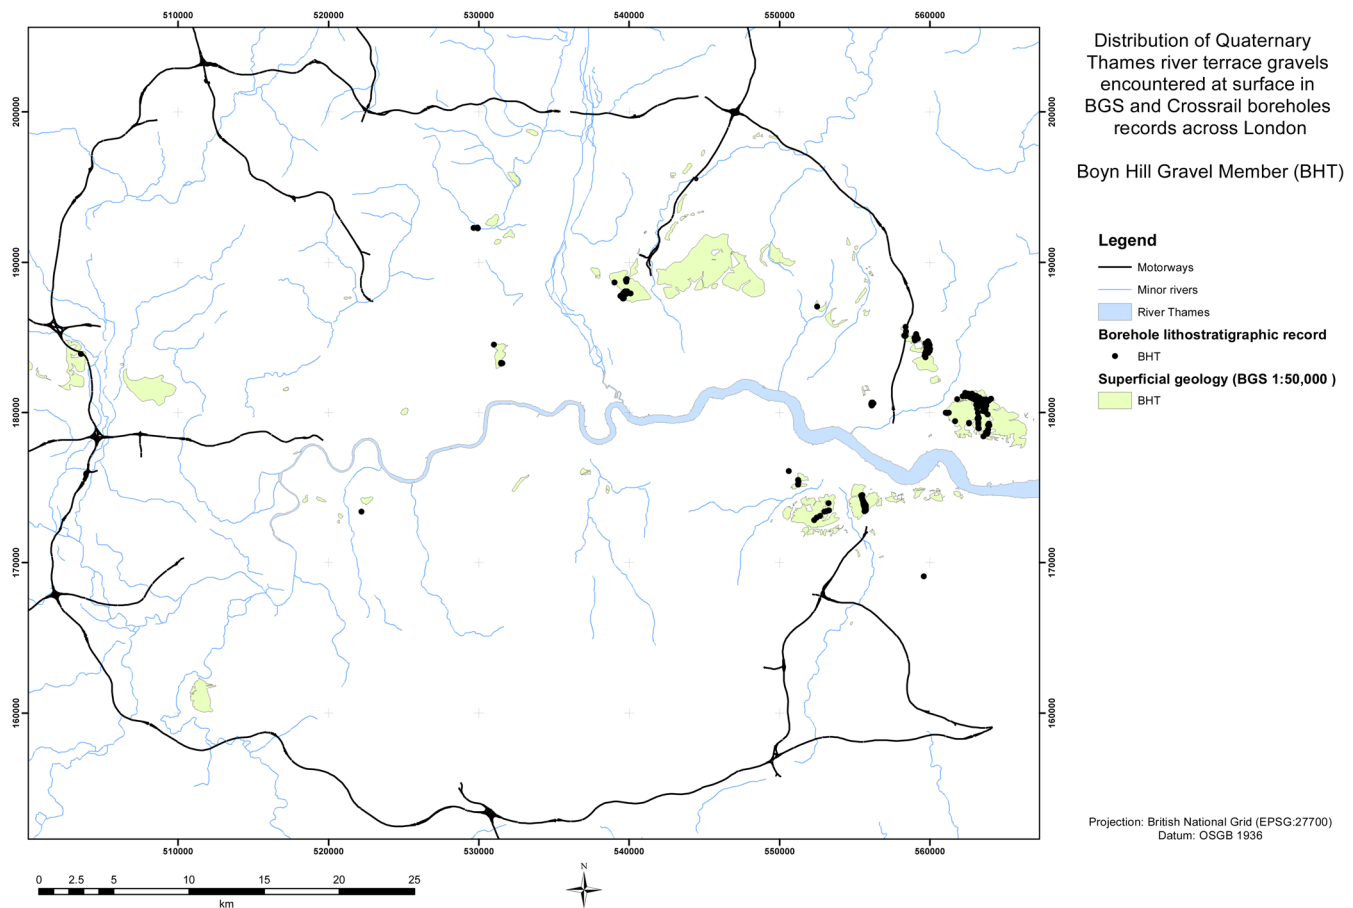 510000 520000 530000 540000 550000 560000
Distribution of Quaternary
Thames river terrace gravels
encountered at surface in
BGS and Crossrail boreholes
records across London
Boyn Hill Gravel Member (BHT)
200000 200000
190000 190000
180000 180000
170000 170000
160000 160000
Legend
Motorways
Minor rivers
River Thames
Borehole lithostratigraphic record
BHT
Superficial geology (BGS 1:50,000 )
BHT
Projection: British National Grid (EPSG:27700)
Datum: OSGB 1936
510000 520000 530000 540000 550000 560000
0 2.5 5 10 15 20 25
km
N